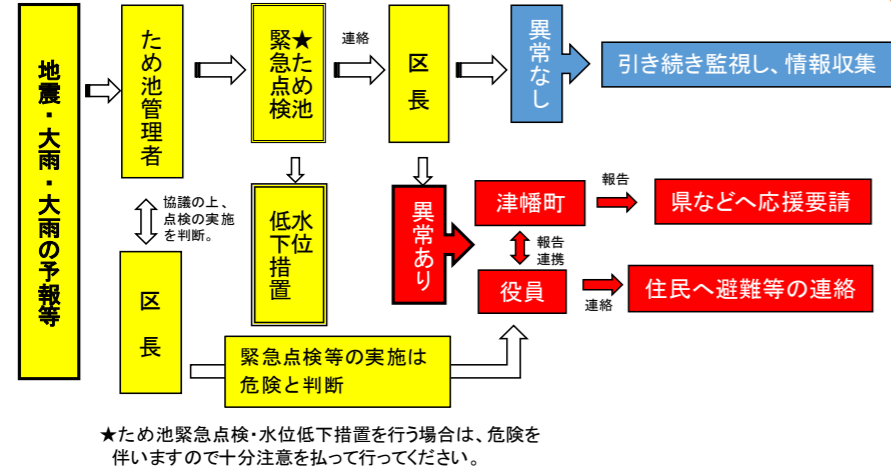 地震・大雨・大雨の予報等
ため池管理者
★ため池
緊急点検
連絡
区長
異常なし
引き続き監視し、情報収集
協議の上、
点検の実施
を判断。
水位
低下措置
異常あり
津幡町
報告
県などへ応援要請
報告
連携
役員
連絡
住民へ避難等の連絡
区長
緊急点検等の実施は
危険と判断
★ため池緊急点検・水位低下措置を行う場合は、危険を
伴いますので十分注意を払って行ってください。